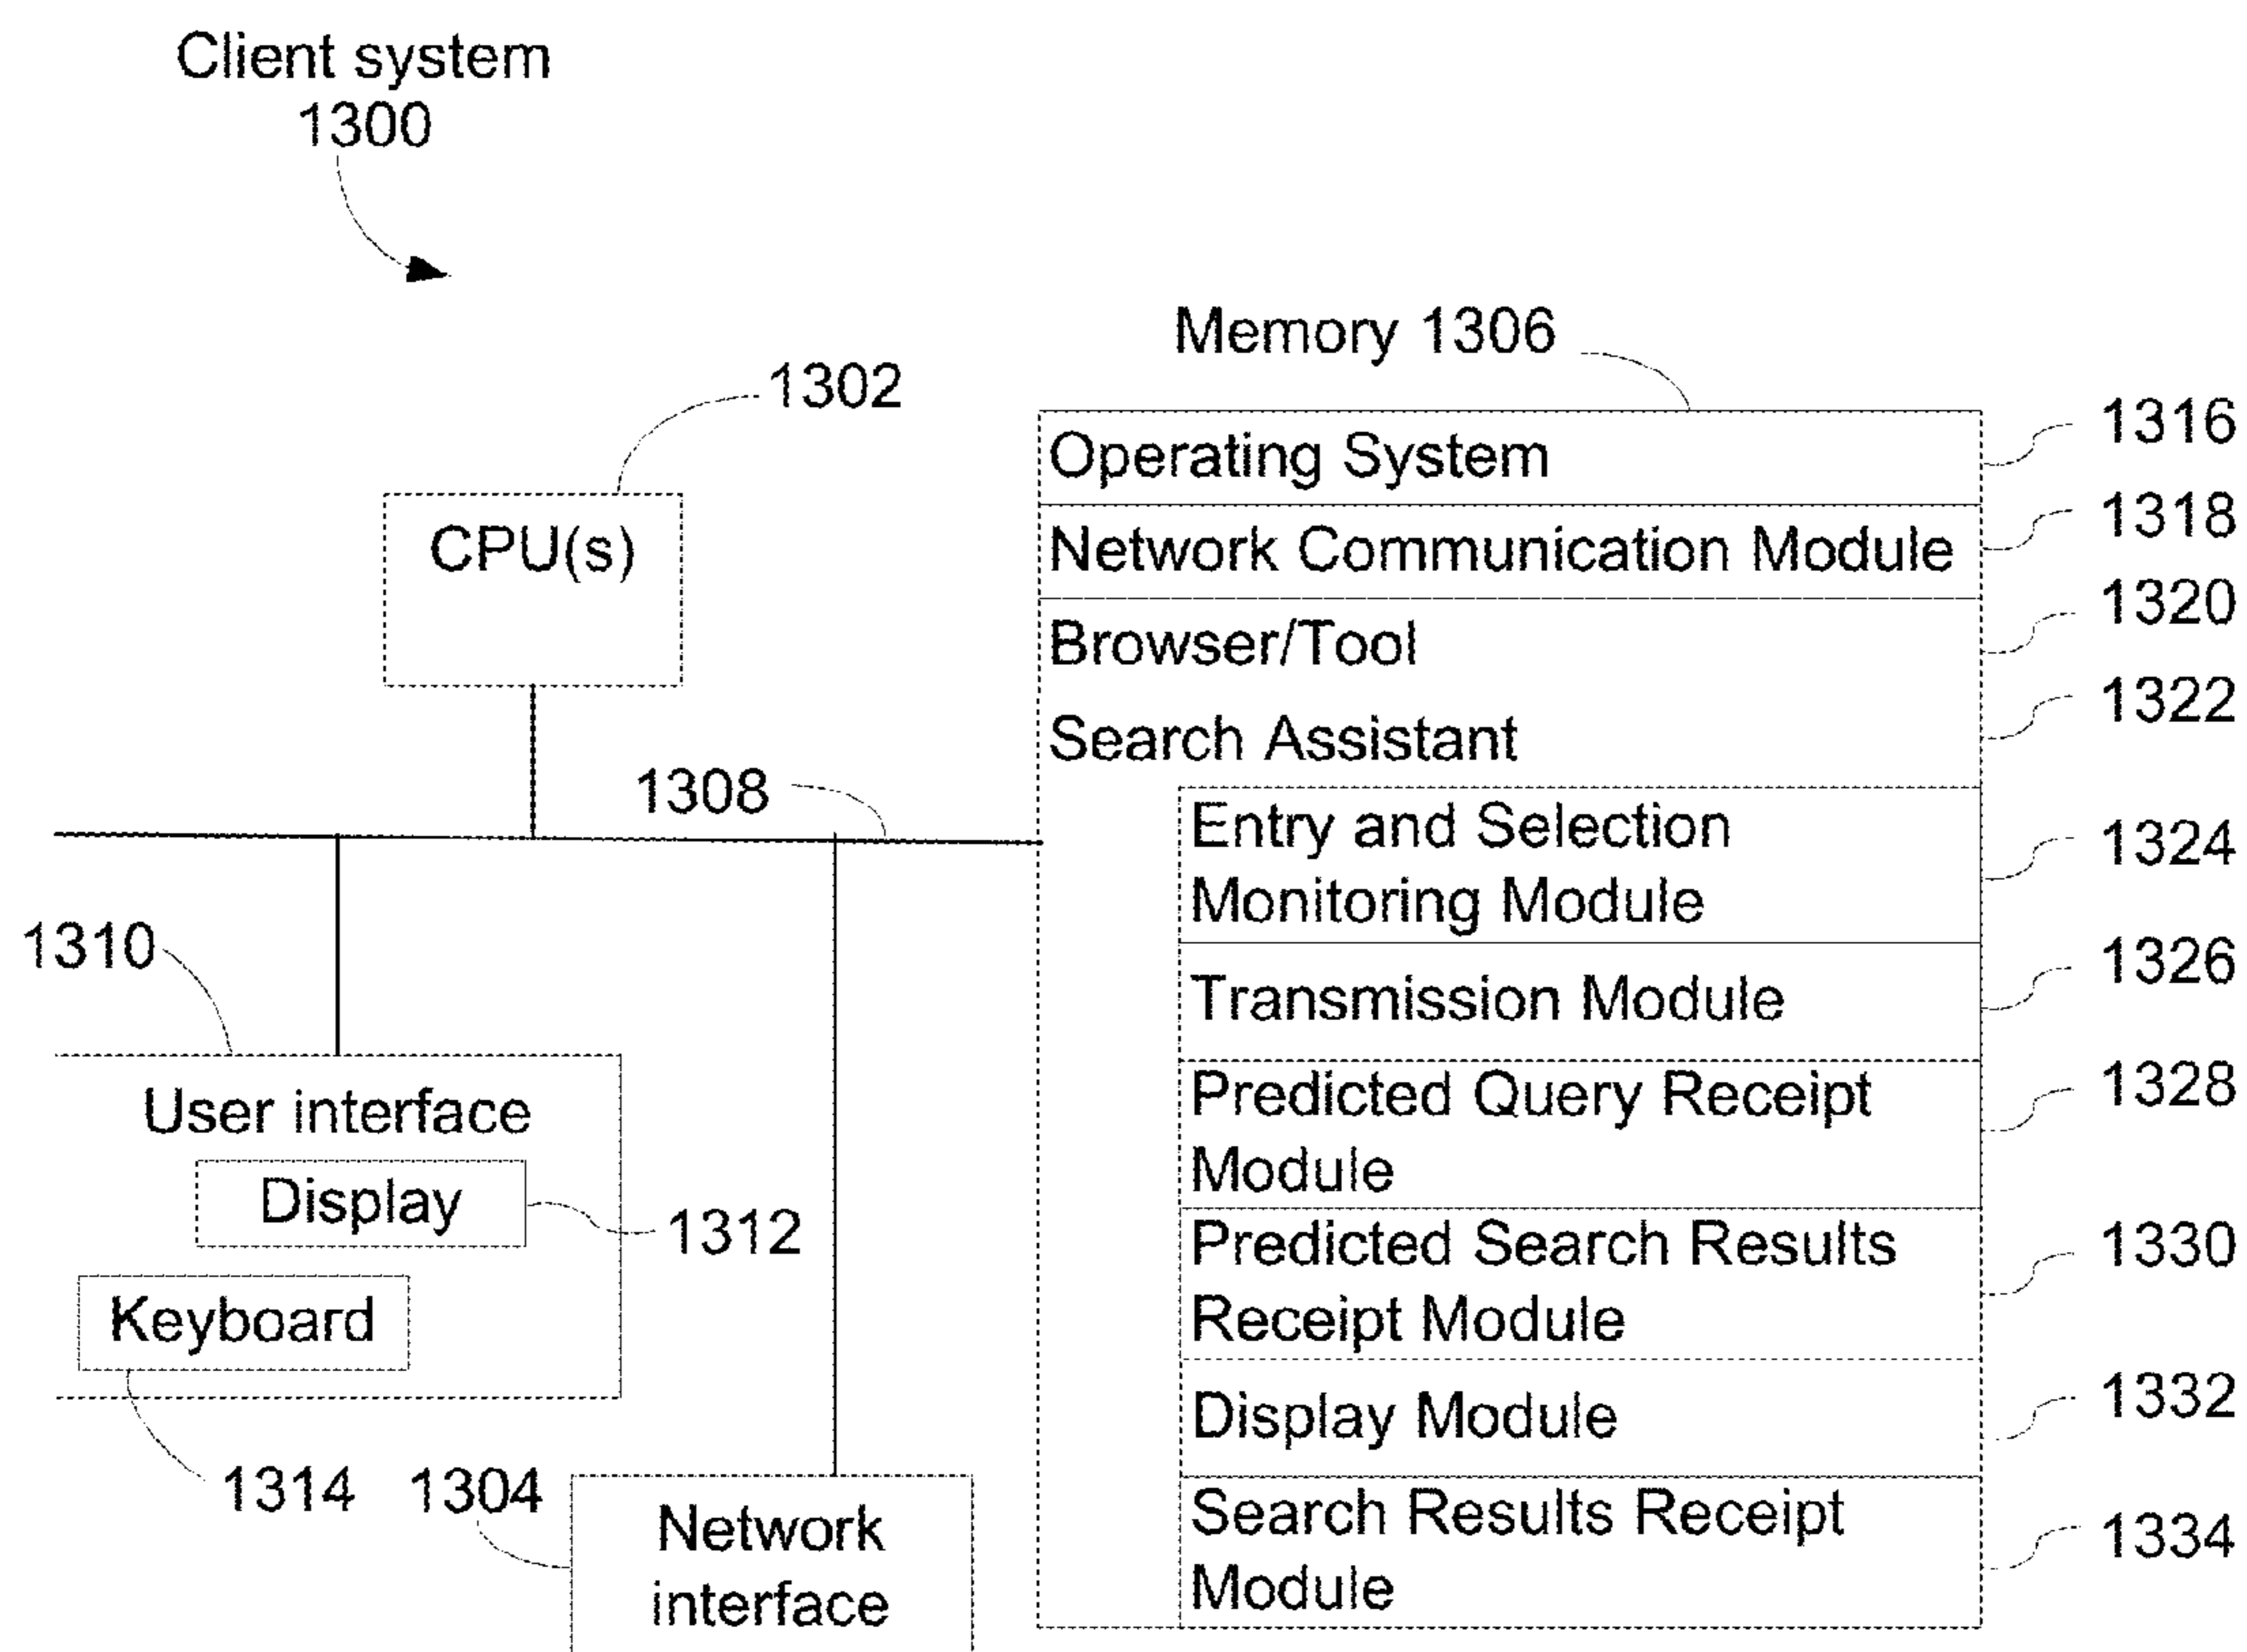 Client system
1300
Memory 1306
1302
1316
Operating System
CPU(s)
1318
Network Communication Module
1320
Browser/Tool
1322
Search Assistant
1308
Entry and Selection
Monitoring Module
1324
1310
1326
Transmission Module
User interface
1328
Predicted Query Receipt
Module
Display
1312
1330
Predicted Search Results
Receipt Module
Keyboard
1332
Display Module
1314
1304
Network
interface
Search Results Receipt
Module
1334